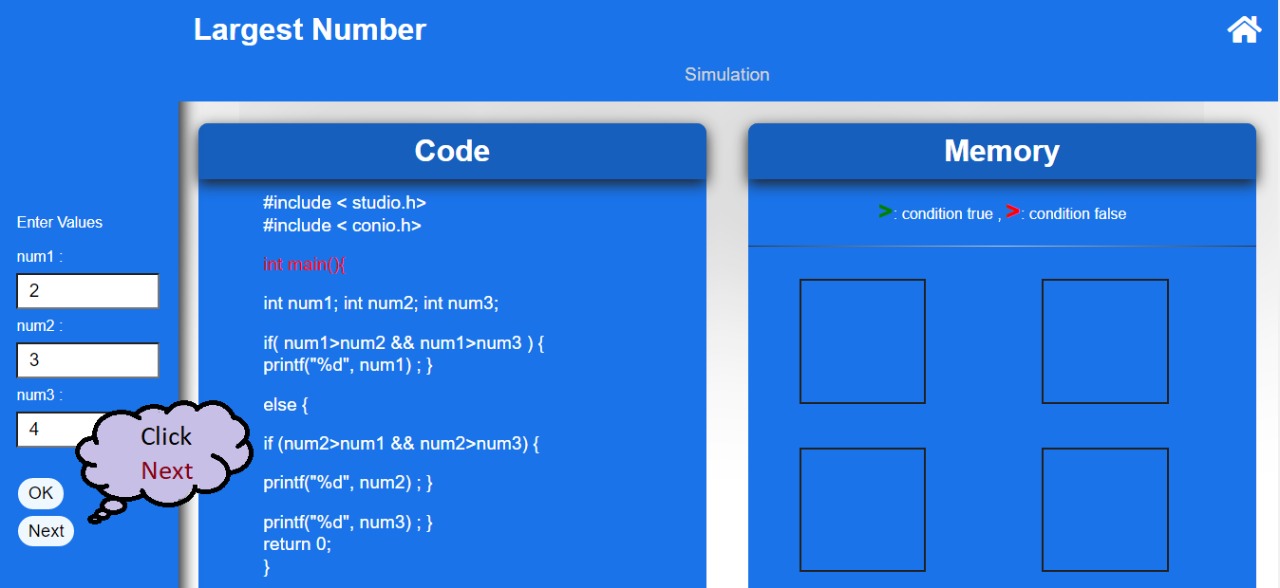 Largest Number
Simulation
Enter Values
num1 :
2
num2 :
3
num3 :
4
Click
Next
OK
Next
Code
#include < studio.h>
#include < conio.h>
int main(){
int num1; int num2; int num3;
if( num1>num2 && num1>num3 ) {
printf("%d", num1) ; }
else {
if (num2>num1 && num2>num3) {
printf("%d", num2) ; }
printf("%d", num3) ; }
return 0;
}
Memory
>: condition true , >: condition false